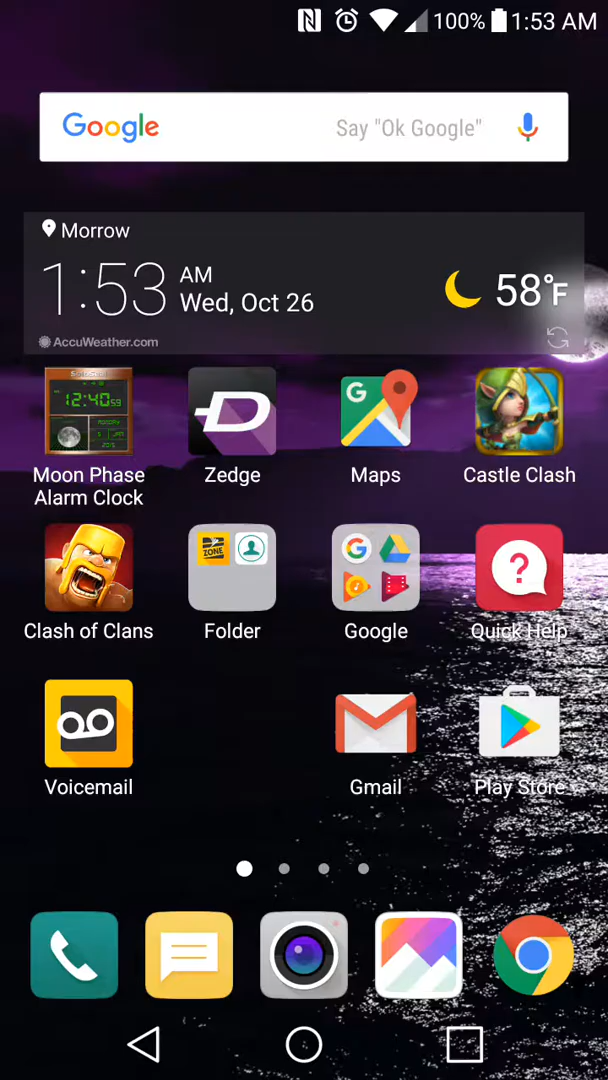 100% 1:53 AM
Google Say "Ok Google"
Morrow
1:53 AM
Wed, Oct 26
58°F
AccuWeather.com
12:40 59
Moon Phase
Alarm Clock
Zedge
Maps
Castle Clash
ZONE
Clash of Clans
Folder
Google
Quick Help
Voicemail
Gmail
Play Store